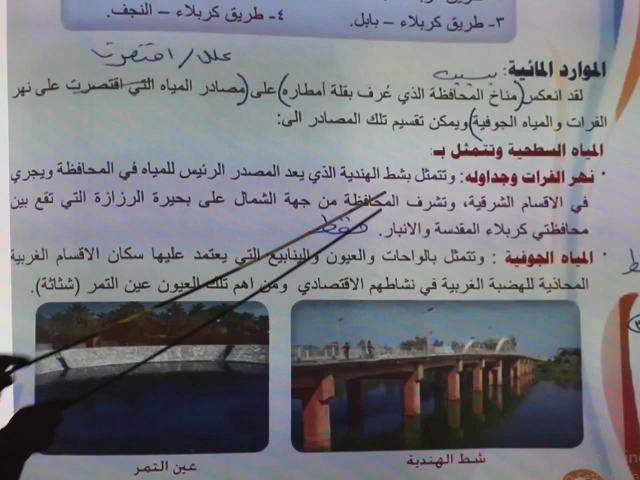 ٣- طريق كربلاء – بابل.
٤- طريق كربلاء – النجف.
علل/ اقتصرت
الموارد المائية:
لقد انعكس (مناخ المحافظة الذي عُرف بقلة أمطاره) على (مصادر المياه التي اقتصرت على نهر
الفرات والمياه الجوفية) ويمكن تقسيم تلك المصادر الى:
المياه السطحية وتتمثل بـ:
• نهر الفرات وجداوله: وتتمثل بشط الهندية الذي يعد المصدر الرئيس للمياه في المحافظة ويجري
في الاقسام الشرقية، وتشرف المحافظة من جهة الشمال على بحيرة الرزازة التي تقع بين
محافظتي كربلاء المقدسة والانبار. فقط
• المياه الجوفية : وتتمثل بالواحات والعيون والينابيع التي يعتمد عليها سكان الاقسام الغربية
المحاذية للهضبة الغربية في نشاطهم الاقتصادي ومن اهم تلك العيون عين التمر (شثاثة).
شط الهندية
عين التمر